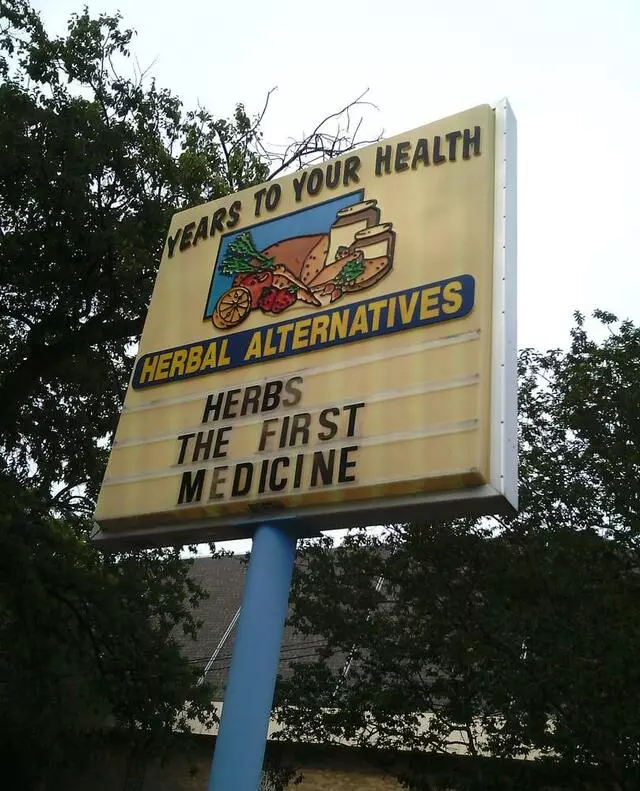 YEARS TO YOUR HEALTH
HERBAL ALTERNATIVES
HERBS
THE FIRST
MEDICINE